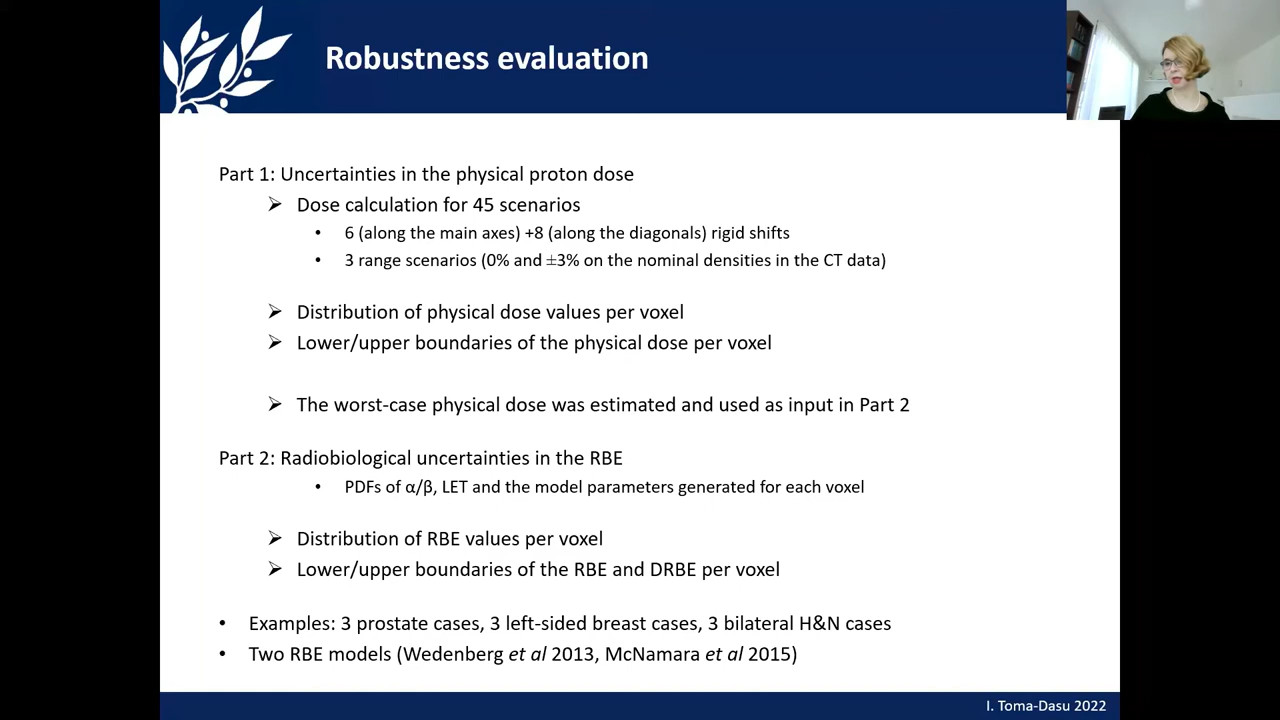 Robustness evaluation
Part 1: Uncertainties in the physical proton dose
➢ Dose calculation for 45 scenarios
• 6 (along the main axes) +8 (along the diagonals) rigid shifts
• 3 range scenarios (0% and ±3% on the nominal densities in the CT data)
➢ Distribution of physical dose values per voxel
➢ Lower/upper boundaries of the physical dose per voxel
➢ The worst-case physical dose was estimated and used as input in Part 2
Part 2: Radiobiological uncertainties in the RBE
• PDFs of α/β, LET and the model parameters generated for each voxel
➢ Distribution of RBE values per voxel
➢ Lower/upper boundaries of the RBE and DRBE per voxel
• Examples: 3 prostate cases, 3 left-sided breast cases, 3 bilateral H&N cases
• Two RBE models (Wedenberg et al 2013, McNamara et al 2015)
I. Toma-Dasu 2022